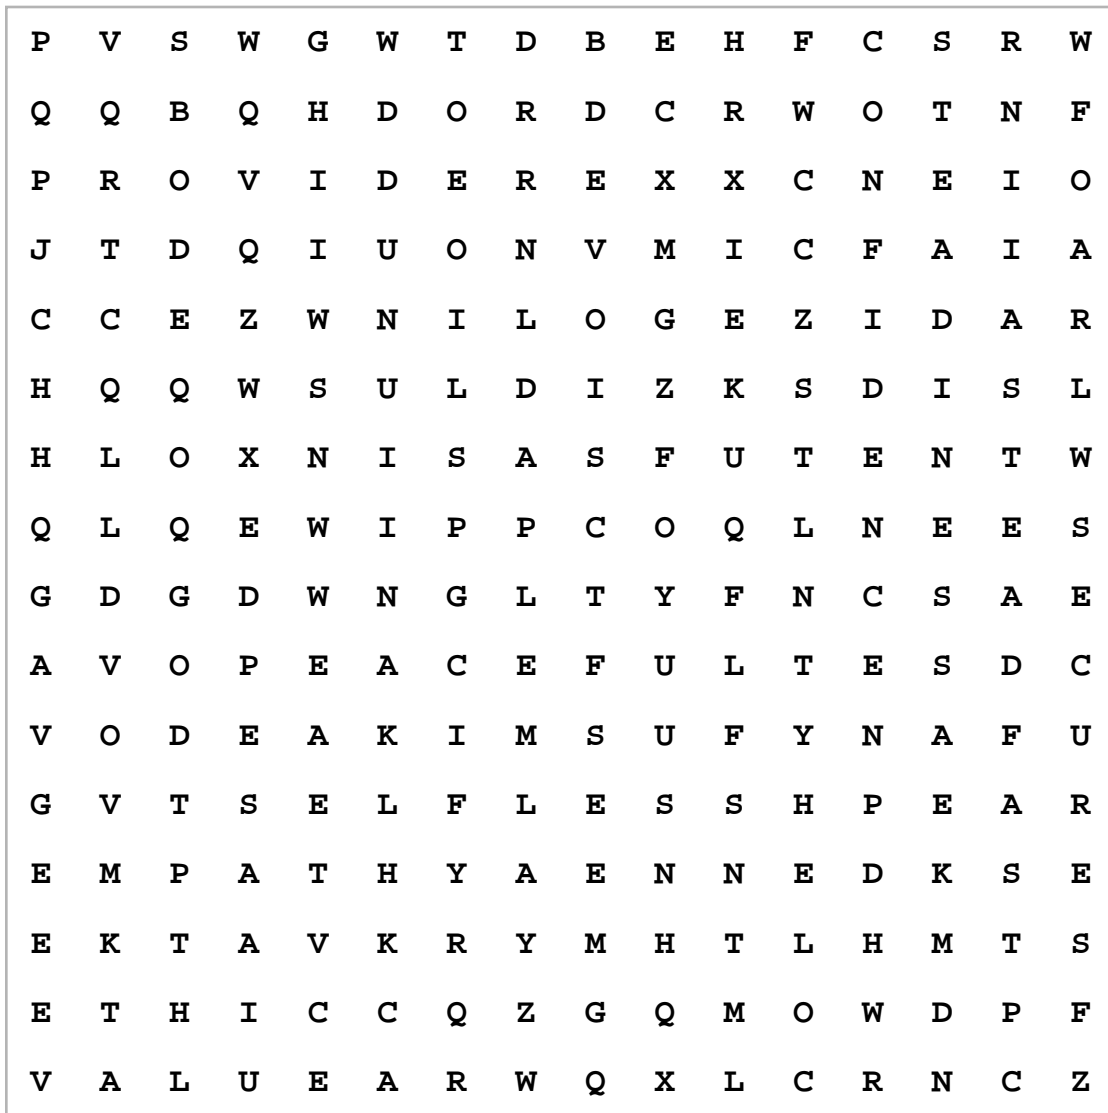 P V S W G W T D B E H F C S R W
Q Q B Q H D O R D C R W O T N F
P R O V I D E R E X X C N E I O
J T D Q I U O N V M I C F A I A
C C E Z W N I L O G E Z I D A R
H Q Q W S U L D I Z K S D I S L
H L O X N I S A S F U T E N T W
Q L Q E W I P P C O Q L N E E S
G D G D W N G L T Y F N C S A E
A V O P E A C E F U L T E S D C
V O D E A K I M S U F Y N A F U
G V T S E L F L E S S H P E A R
E M P A T H Y A E N N E D K S E
E K T A V K R Y M H T L H M T S
E T H I C C Q Z G Q M O W D P F
V A L U E A R W Q X L C R N C Z